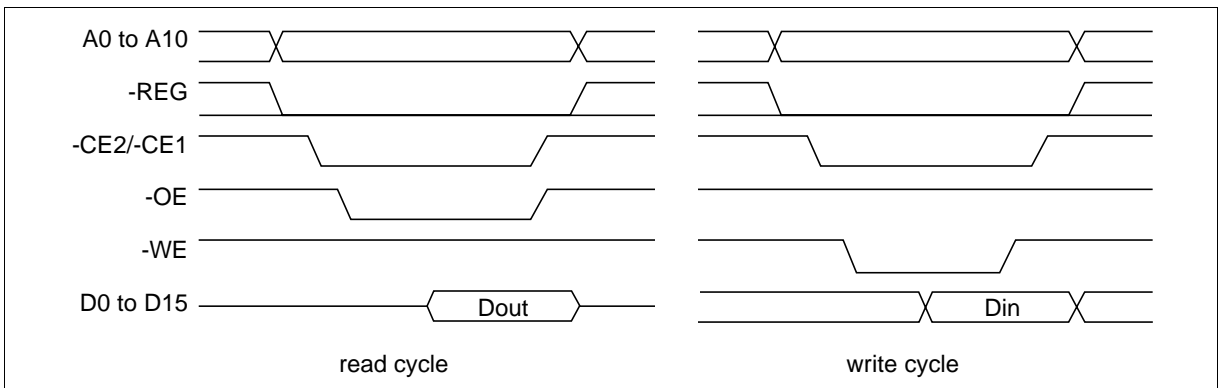 A0 to A10
-REG
-CE2/-CE1
-OE
-WE
D0 to D15
Dout
Din
read cycle
write cycle